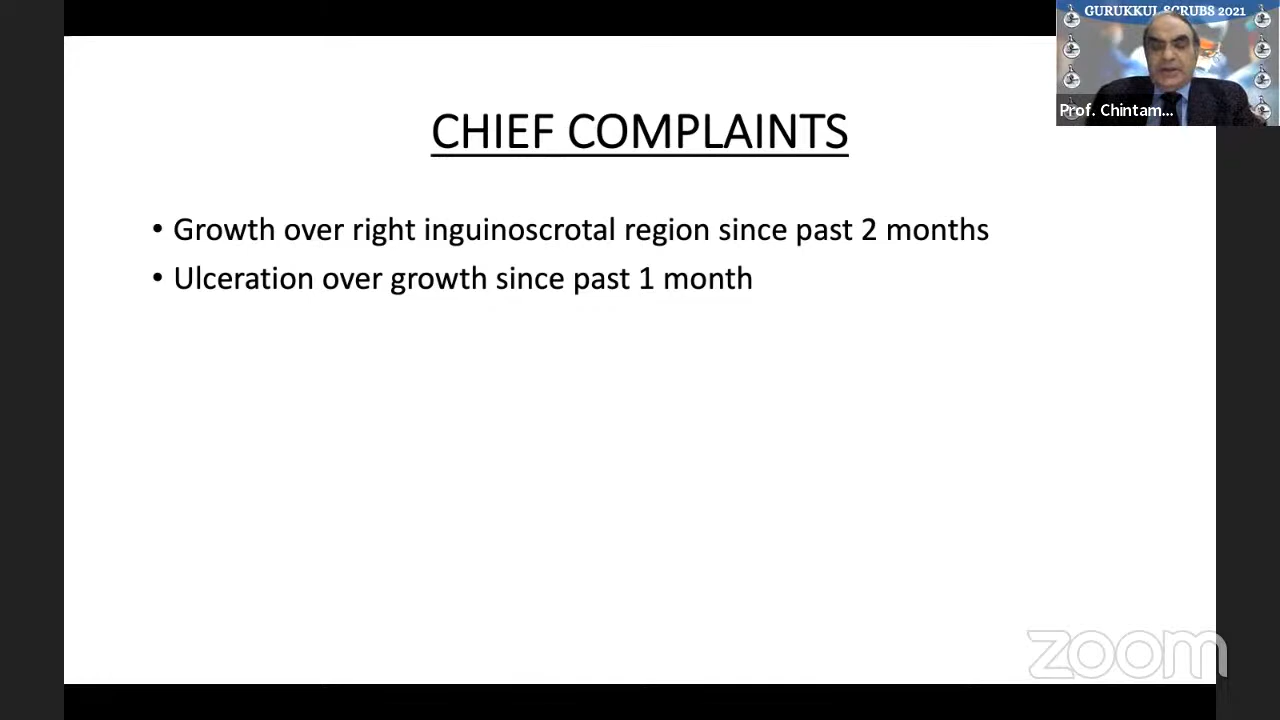 GURUKKUL SCRUBS 2021
Prof. Chintam...
CHIEF COMPLAINTS
• Growth over right inguinoscrotal region since past 2 months
• Ulceration over growth since past 1 month
zoom